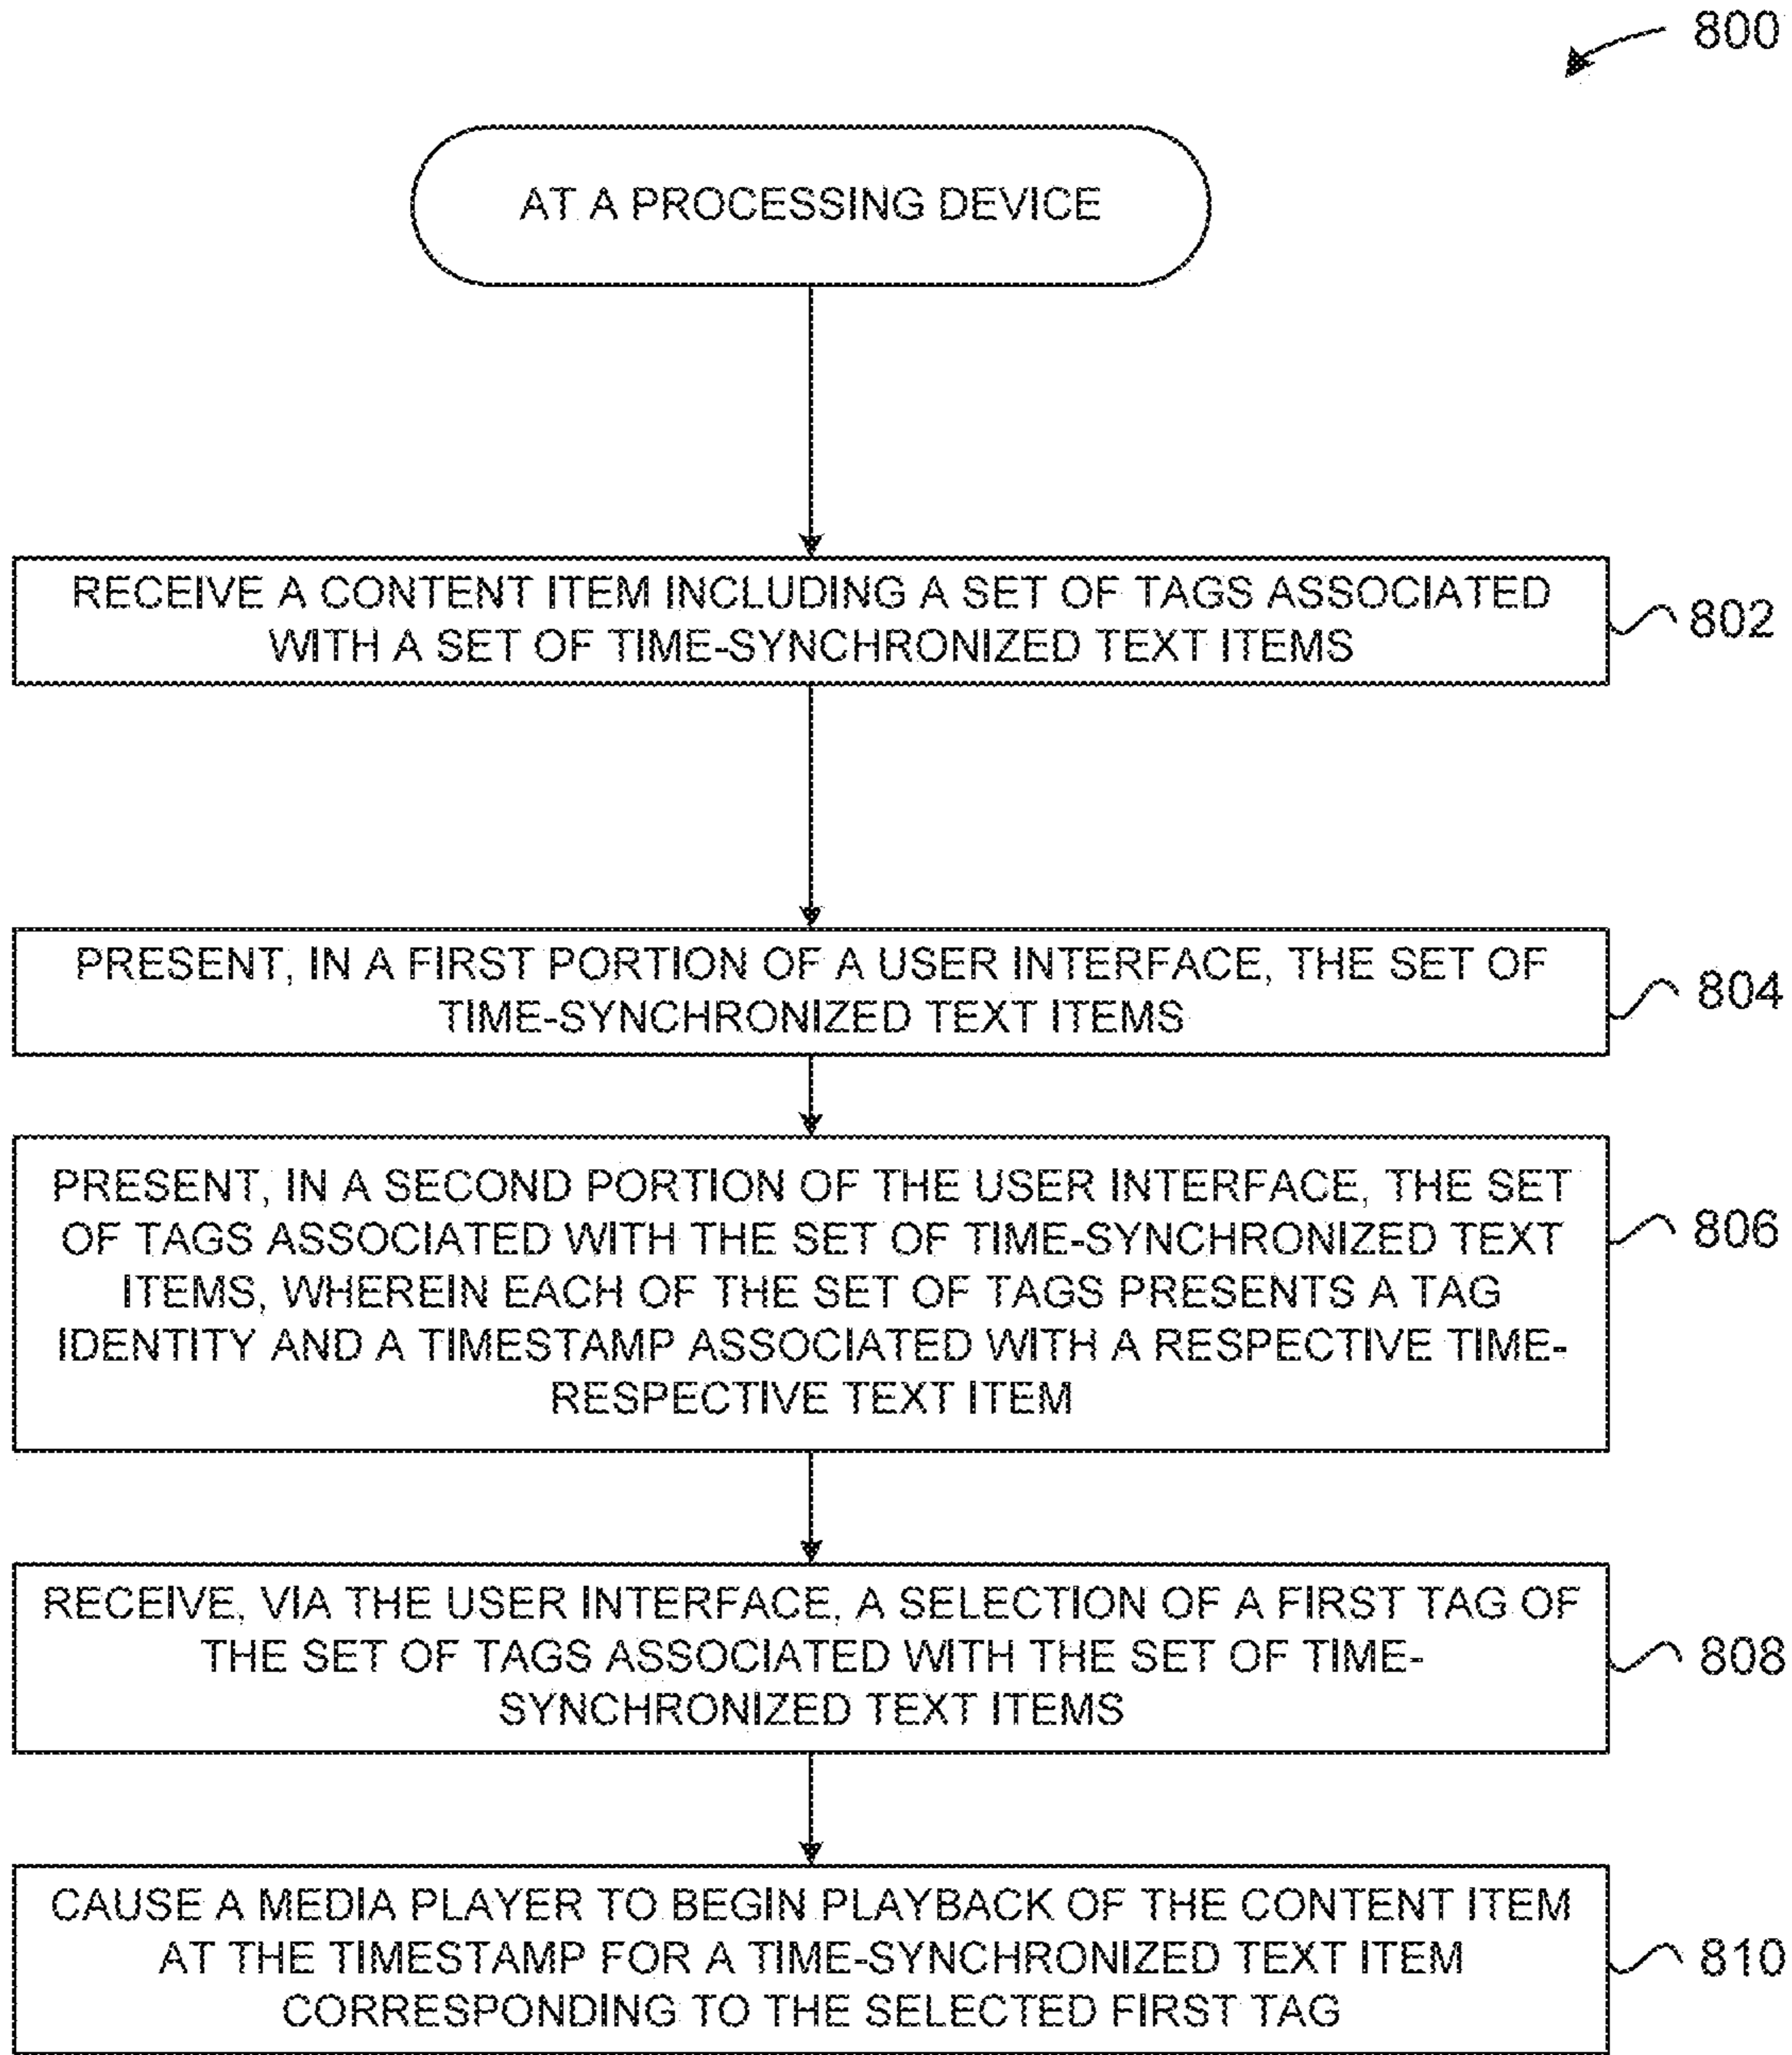 800
AT A PROCESSING DEVICE
RECEIVE A CONTENT ITEM INCLUDING A SET OF TAGS ASSOCIATED
WITH A SET OF TIME-SYNCHRONIZED TEXT ITEMS
802
PRESENT, IN A FIRST PORTION OF A USER INTERFACE, THE SET OF
TIME-SYNCHRONIZED TEXT ITEMS
804
PRESENT, IN A SECOND PORTION OF THE USER INTERFACE, THE SET
OF TAGS ASSOCIATED WITH THE SET OF TIME-SYNCHRONIZED TEXT
ITEMS, WHEREIN EACH OF THE SET OF TAGS PRESENTS A TAG
IDENTITY AND A TIMESTAMP ASSOCIATED WITH A RESPECTIVE TIME-
RESPECTIVE TEXT ITEM
806
RECEIVE, VIA THE USER INTERFACE, A SELECTION OF A FIRST TAG OF
THE SET OF TAGS ASSOCIATED WITH THE SET OF TIME-
SYNCHRONIZED TEXT ITEMS
808
CAUSE A MEDIA PLAYER TO BEGIN PLAYBACK OF THE CONTENT ITEM
AT THE TIMESTAMP FOR A TIME-SYNCHRONIZED TEXT ITEM
CORRESPONDING TO THE SELECTED FIRST TAG
810